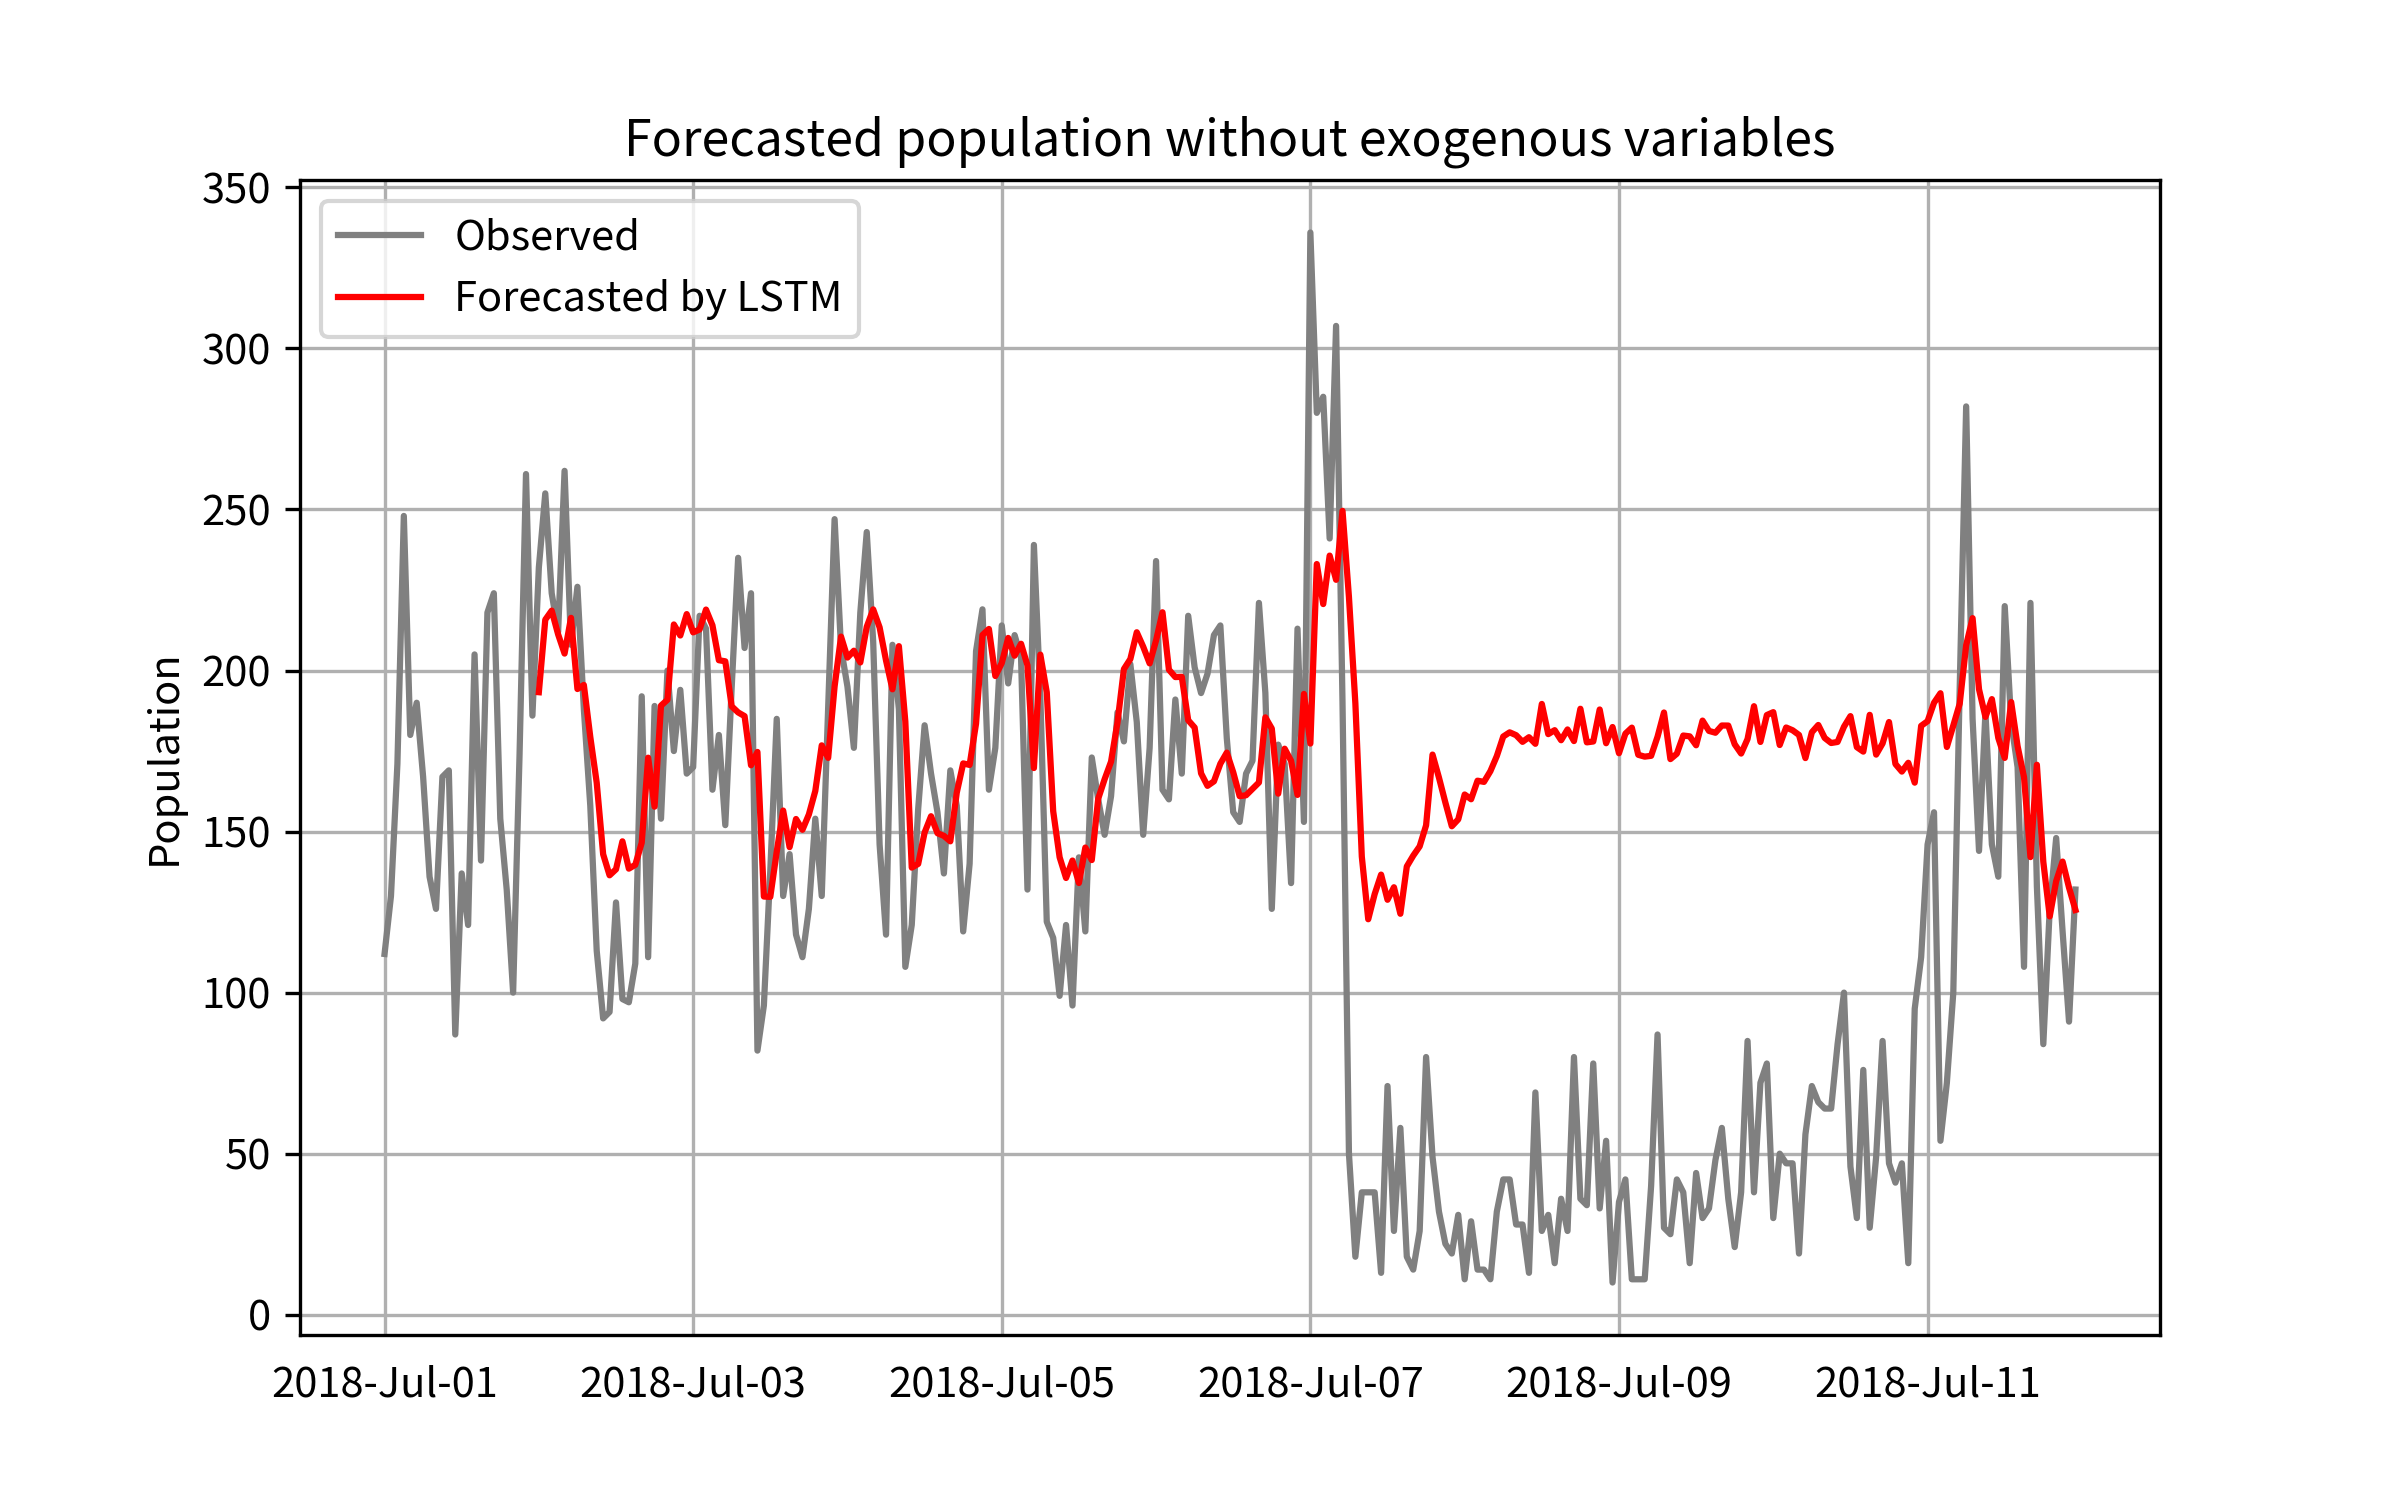 Forecasted population without exogenous variables
Observed
Forecasted by LSTM
Population
350
300
250
200
150
100
50
0
2018-Jul-01 2018-Jul-03 2018-Jul-05 2018-Jul-07 2018-Jul-09 2018-Jul-11